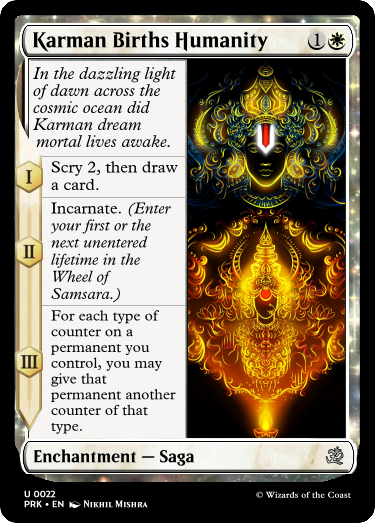 Karman Births Humanity 1
In the dazzling light
of dawn across the
cosmic ocean did
Karman dream
mortal lives awake.
I
Scry 2, then draw
a card.
II
Incarnate. (Enter
your first or the
next unentered
lifetime in the
Wheel of
Samsara.)
III
For each type of
counter on a
permanent you
control, you may
give that
permanent another
counter of that
type.
Enchantment — Saga
U 0022
PRK • EN Nikhil Mishra
© Wizards of the Coast